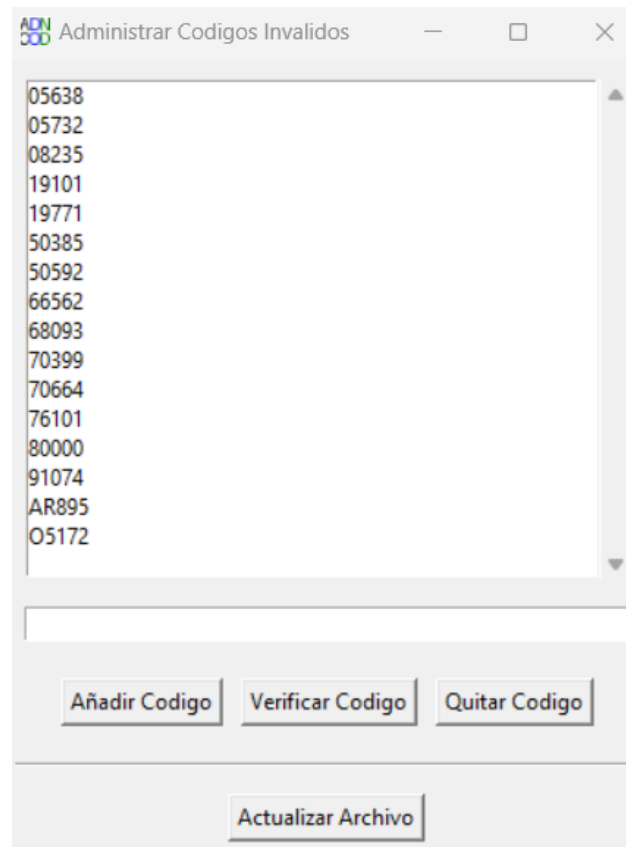 ADN
COD Administrar Codigos Invalidos
05638
05732
08235
19101
19771
50385
50592
66562
68093
70399
70664
76101
80000
91074
AR895
O5172
Añadir Codigo Verificar Codigo Quitar Codigo
Actualizar Archivo